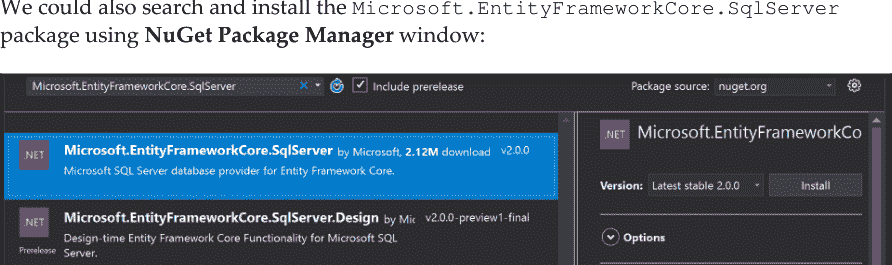 We could also search and install the Microsoft.EntityFrameworkCore.SqlServer
package using NuGet Package Manager window:
Microsoft.EntityFrameworkCore.SqlServer
Include prerelease
Package source: nuget.org
.NET
Microsoft.EntityFrameworkCore.SqlServer by Microsoft, 2.12M download v2.0.0
Microsoft SQL Server database provider for Entity Framework Core.
.NET
Microsoft.EntityFrameworkCore.SqlServer.Design by Mic v2.0.0-preview1-final
Design-time Entity Framework Core Functionality for Microsoft SQL
Prerelease Server.
.NET Microsoft.EntityFrameworkCo
Version: Latest stable 2.0.0 Install
Options